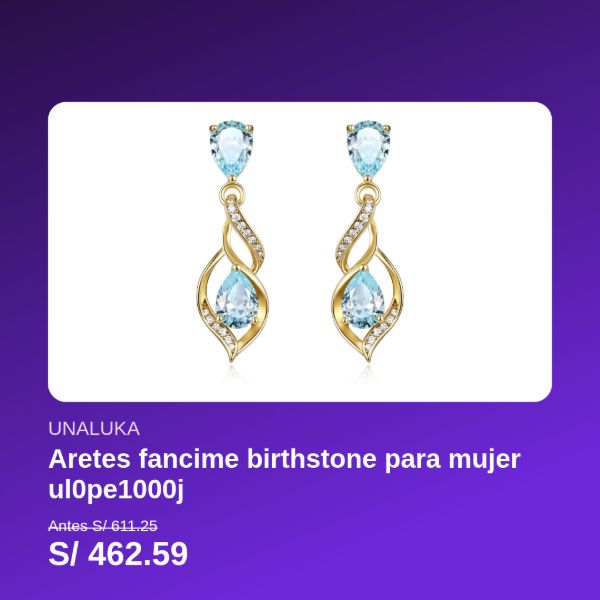 UNALUKA
Aretes fancime birthstone para mujer
ul0pe1000j
Antes S/ 611.25
S/ 462.59